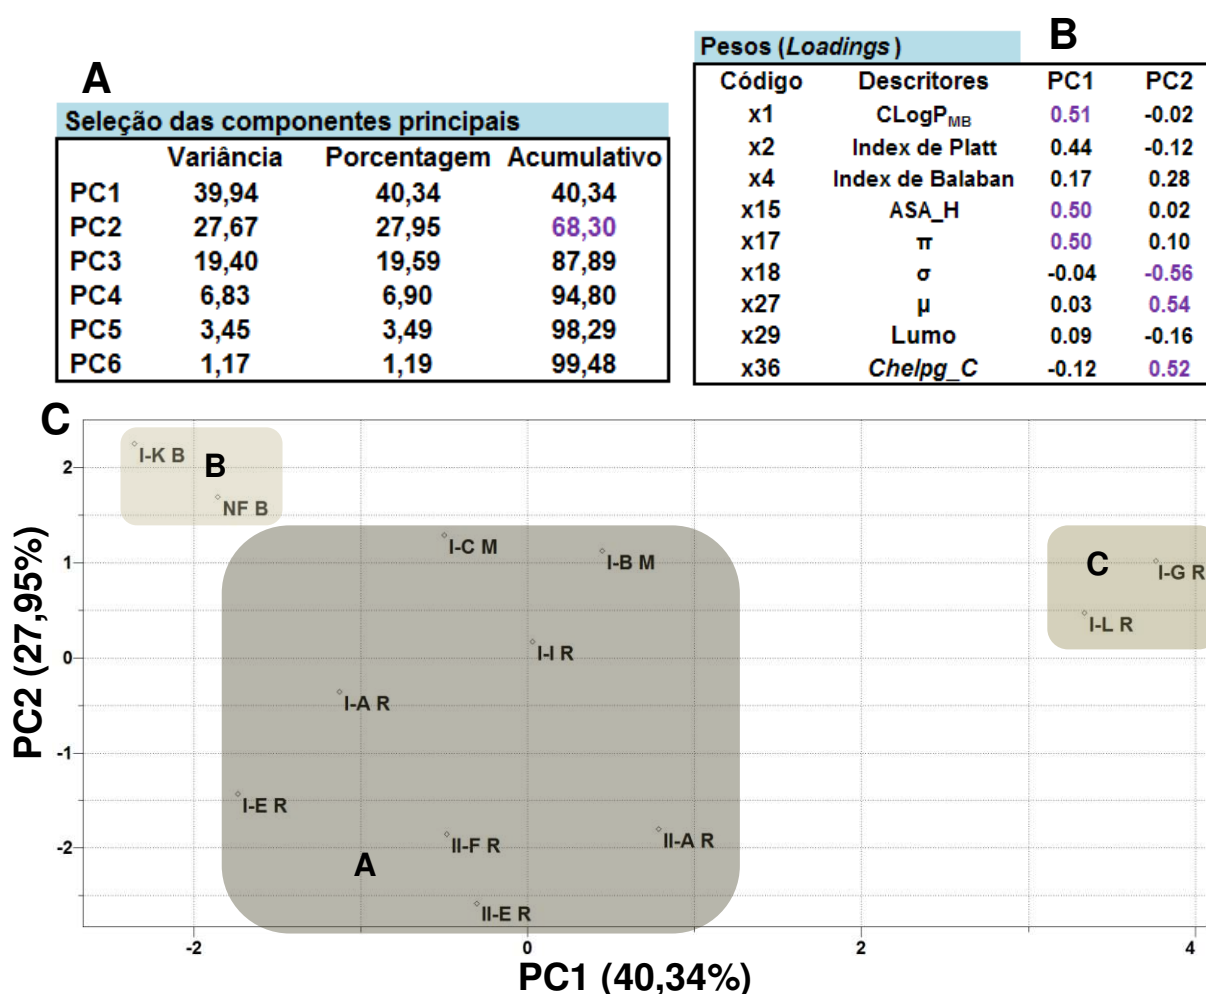 A
Seleção das componentes principais
Variância Porcentagem Acumulativo
PC1 39,94 40,34 40,34
PC2 27,67 27,95 68,30
PC3 19,40 19,59 87,89
PC4 6,83 6,90 94,80
PC5 3,45 3,49 98,29
PC6 1,17 1,19 99,48
B
Pesos (Loadings)
Código Descritores PC1 PC2
x1 CLogP_MB 0.51 -0.02
x2 Index de Platt 0.44 -0.12
x4 Index de Balaban 0.17 0.28
x15 ASA_H 0.50 0.02
x17 π 0.50 0.10
x18 σ -0.04 -0.56
x27 μ 0.03 0.54
x29 Lumo 0.09 -0.16
x36 Chelpg_C -0.12 0.52
C
PC2 (27,95%)
2
1
0
-1
-2
I-K B
B
NF B
I-C M
I-B M
C
I-G R
I-L R
I-I R
I-A R
I-E R
II-F R
II-A R
A
II-E R
-2 0 2 4
PC1 (40,34%)